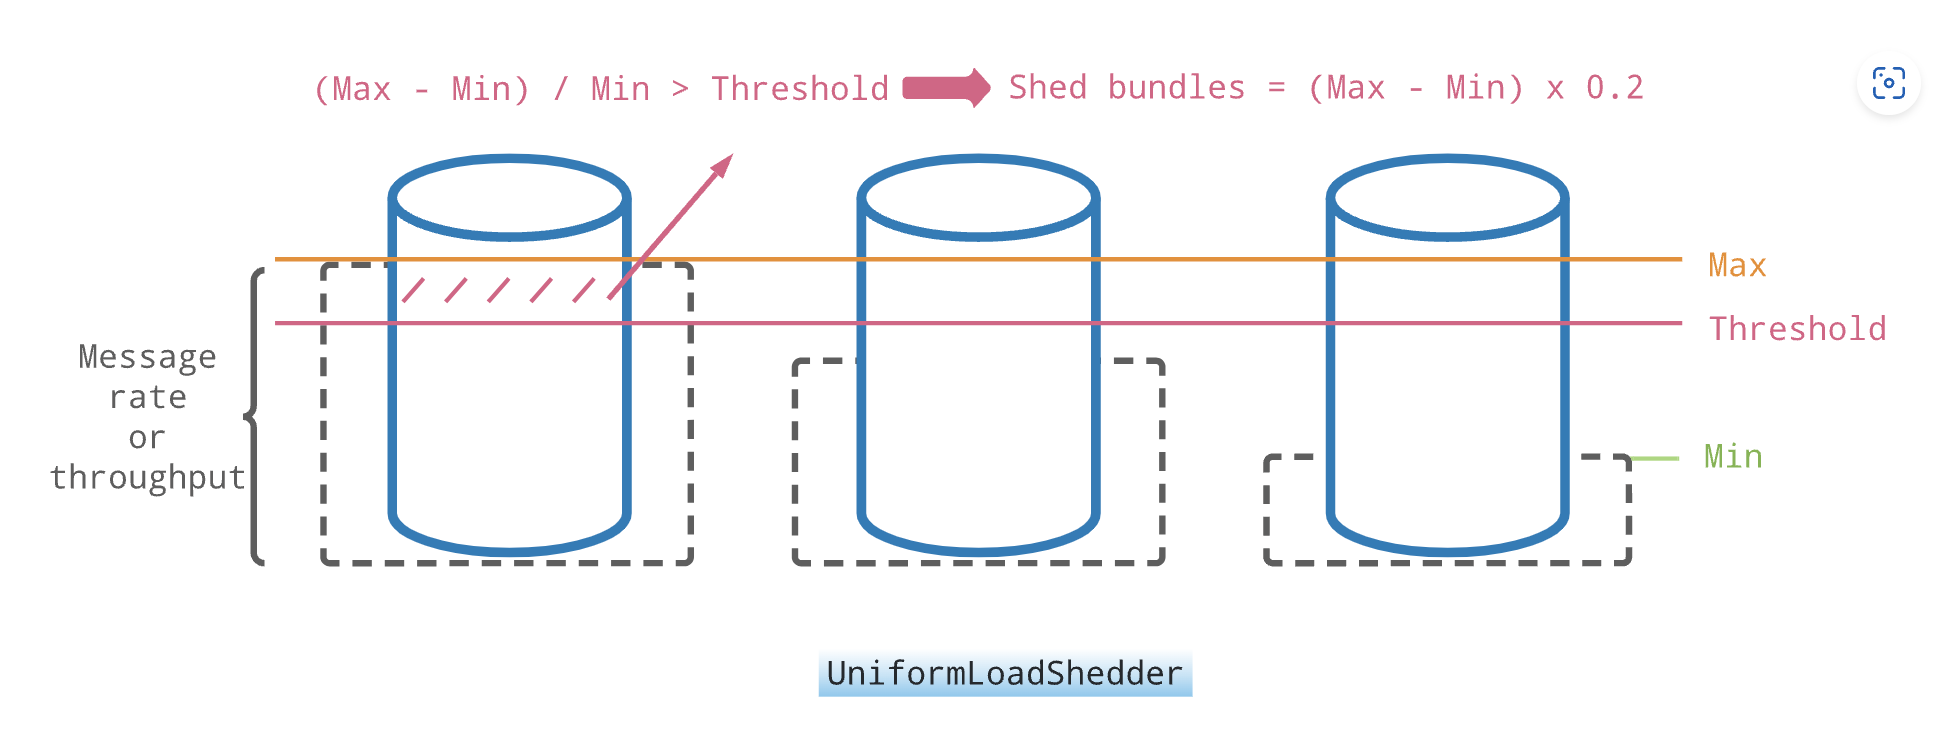 (Max - Min) / Min > Threshold
Shed bundles = (Max - Min) x 0.2
Max
Threshold
Message
rate
or
throughput
Min
UniformLoadShedder